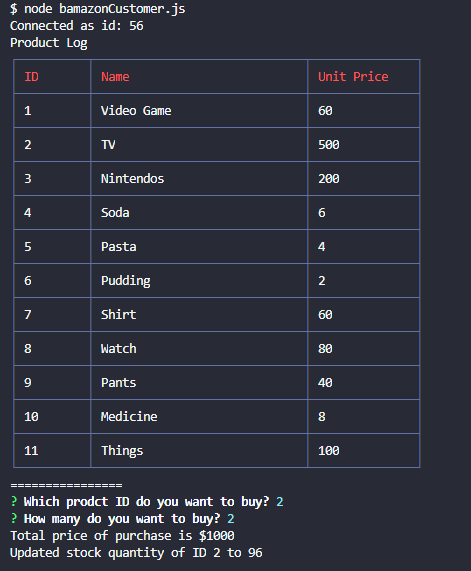 $ node bamazonCustomer.js
Connected as id: 56
Product Log
ID Name Unit Price
1 Video Game 60
2 TV 500
3 Nintendos 200
4 Soda 6
5 Pasta 4
6 Pudding 2
7 Shirt 60
8 Watch 80
9 Pants 40
10 Medicine 8
11 Things 100
================
? Which prodct ID do you want to buy? 2
? How many do you want to buy? 2
Total price of purchase is $1000
Updated stock quantity of ID 2 to 96